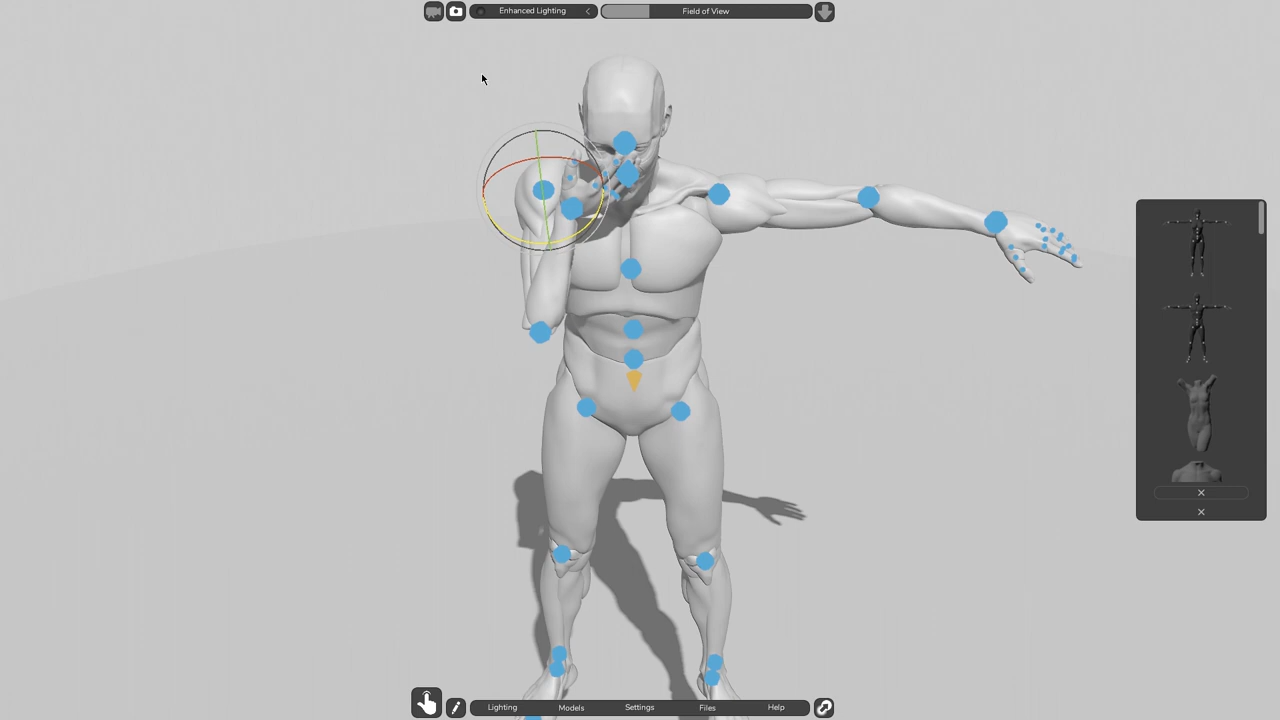 Enhanced Lighting
Field of View
Lighting
Models
Settings
Files
Help